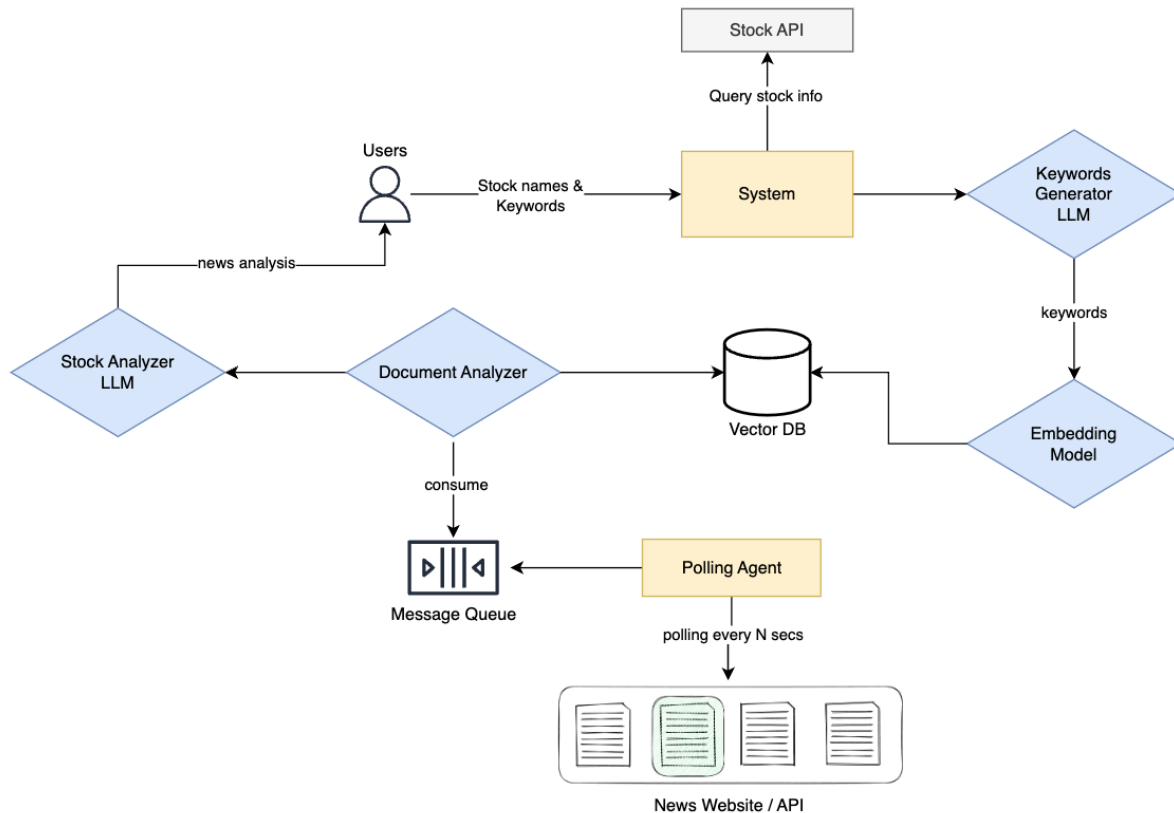 Stock API
Query stock info
Users
Stock names &
Keywords
System
Keywords
Generator
LLM
news analysis
keywords
Stock Analyzer
LLM
Document Analyzer
Vector DB
Embedding
Model
consume
Message Queue
Polling Agent
polling every N secs
News Website / API